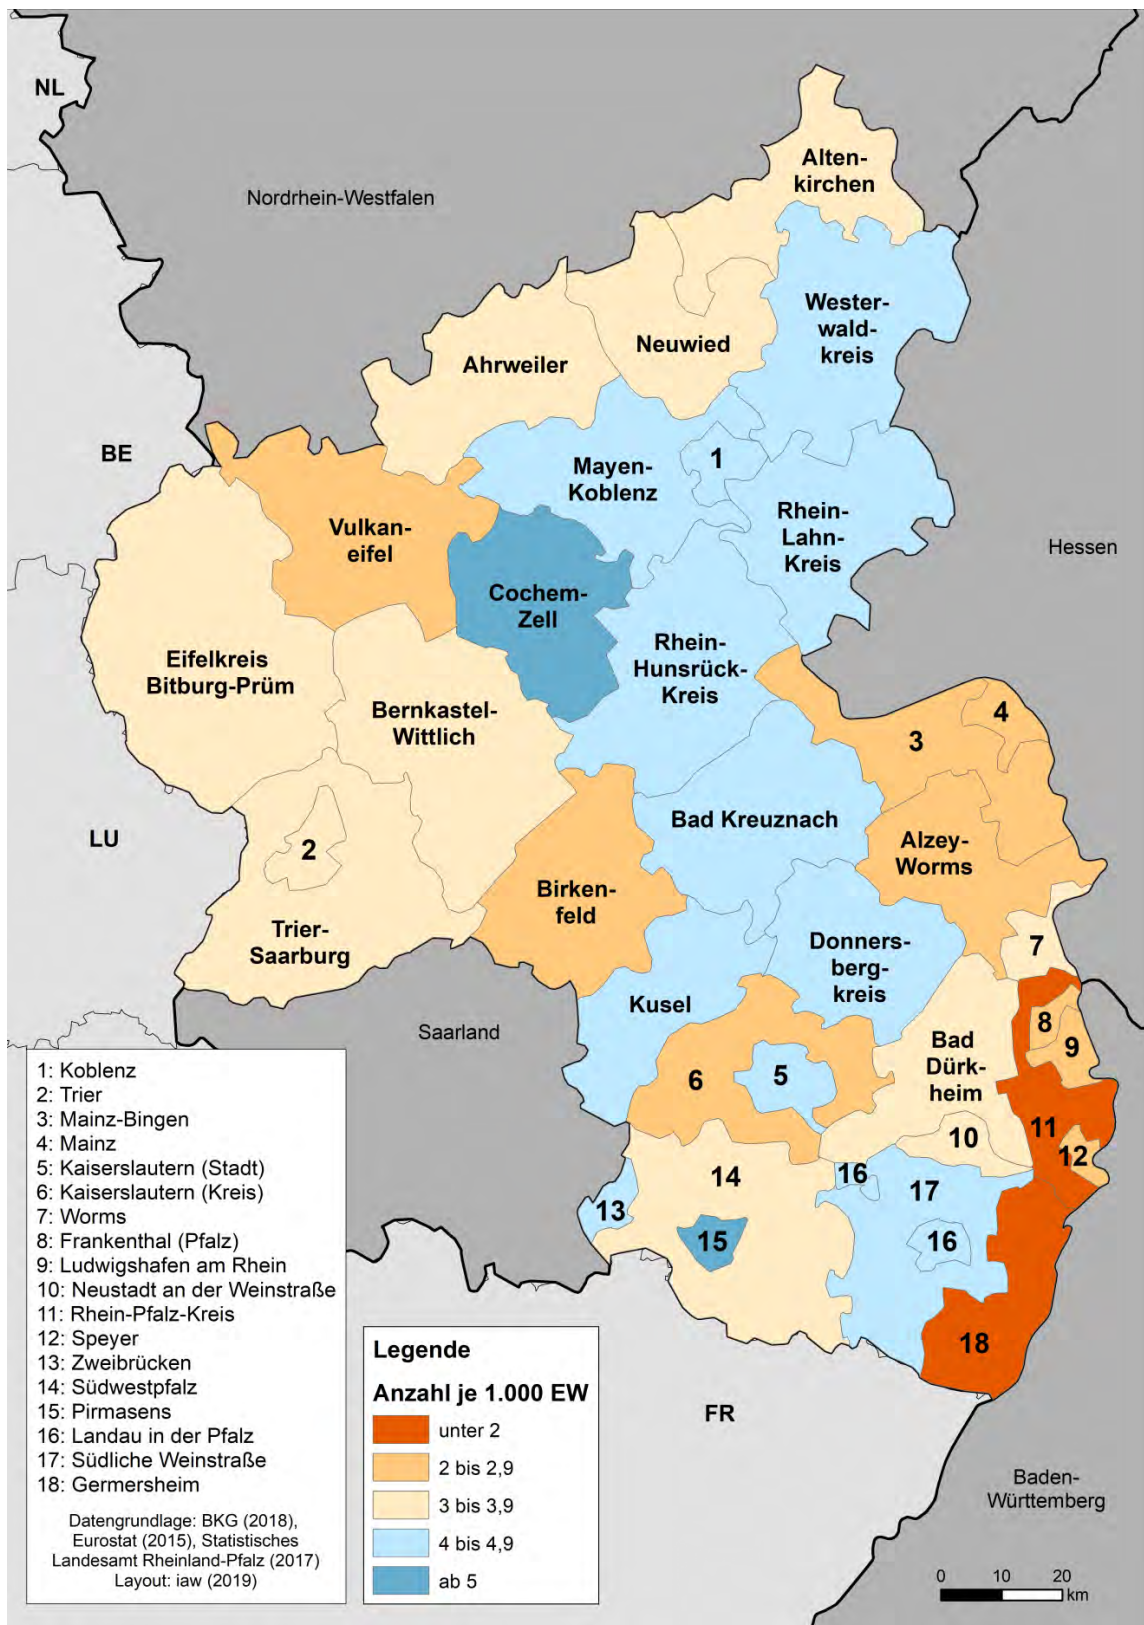 NL
Nordrhein-Westfalen
Alten-
kirchen
Wester-
wald-
kreis
Neuwied
Ahrweiler
BE
1
Mayen-
Koblenz
Vulkan-
eifel
Rhein-
Lahn-
Kreis
Hessen
Cochem-
Zell
Eifelkreis
Bitburg-Prüm
Rhein-
Hunsrück-
Kreis
Bernkastel-
Wittlich
4
3
LU
2
Bad Kreuznach
Alzey-
Worms
Birken-
feld
Trier-
Saarburg
Donners-
berg-
kreis
7
Kusel
Saarland
8
9
Bad
Dürk-
heim
6
5
11
10
12
14
16
17
13
15
16
18
FR
Baden-
Württemberg
1: Koblenz
2: Trier
3: Mainz-Bingen
4: Mainz
5: Kaiserslautern (Stadt)
6: Kaiserslautern (Kreis)
7: Worms
8: Frankenthal (Pfalz)
9: Ludwigshafen am Rhein
10: Neustadt an der Weinstraße
11: Rhein-Pfalz-Kreis
12: Speyer
13: Zweibrücken
14: Südwestpfalz
15: Pirmasens
16: Landau in der Pfalz
17: Südliche Weinstraße
18: Germersheim
Datengrundlage: BKG (2018),
Eurostat (2015), Statistisches
Landesamt Rheinland-Pfalz (2017)
Layout: iaw (2019)
Legende
Anzahl je 1.000 EW
unter 2
2 bis 2,9
3 bis 3,9
4 bis 4,9
ab 5
0 10 20
km